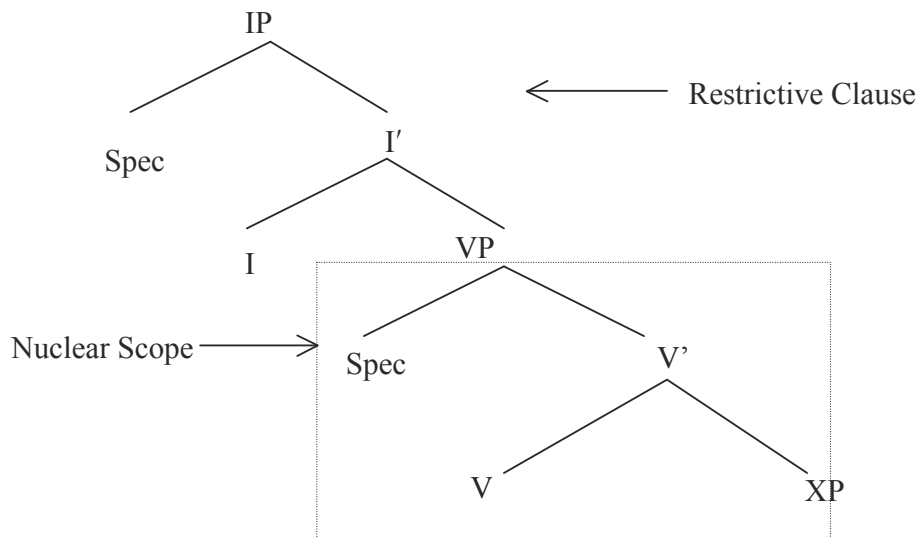 IP
Restrictive Clause
Spec
I′
I
VP
Nuclear Scope
Spec
V’
V
XP